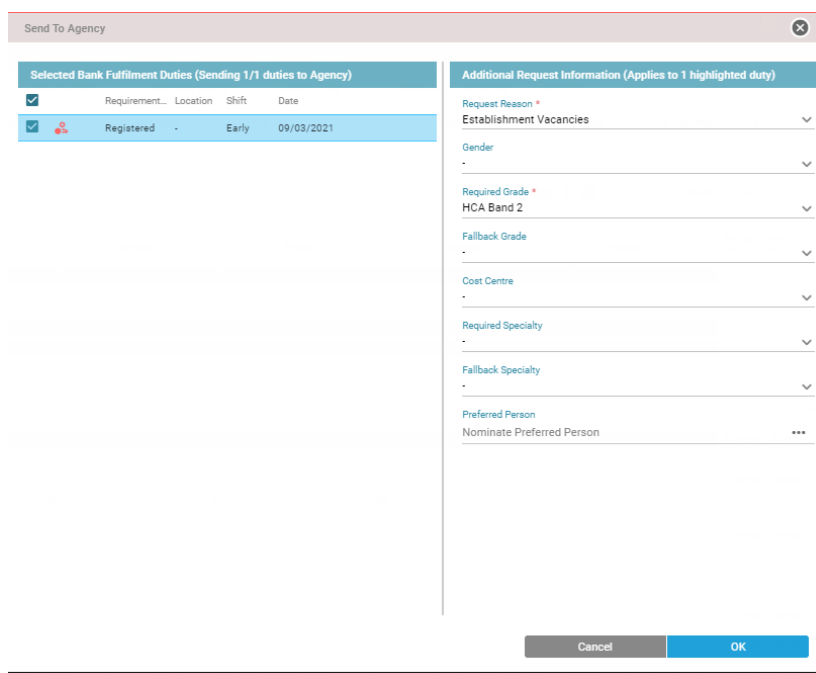 Send To Agency
Selected Bank Fulfilment Duties (Sending 1/1 duties to Agency)
Requirement... Location Shift Date
Registered - Early 09/03/2021
Additional Request Information (Applies to 1 highlighted duty)
Request Reason *
Establishment Vacancies
Gender
-
Required Grade *
HCA Band 2
Fallback Grade
-
Cost Centre
-
Required Specialty
-
Fallback Specialty
-
Preferred Person
Nominate Preferred Person
Cancel OK